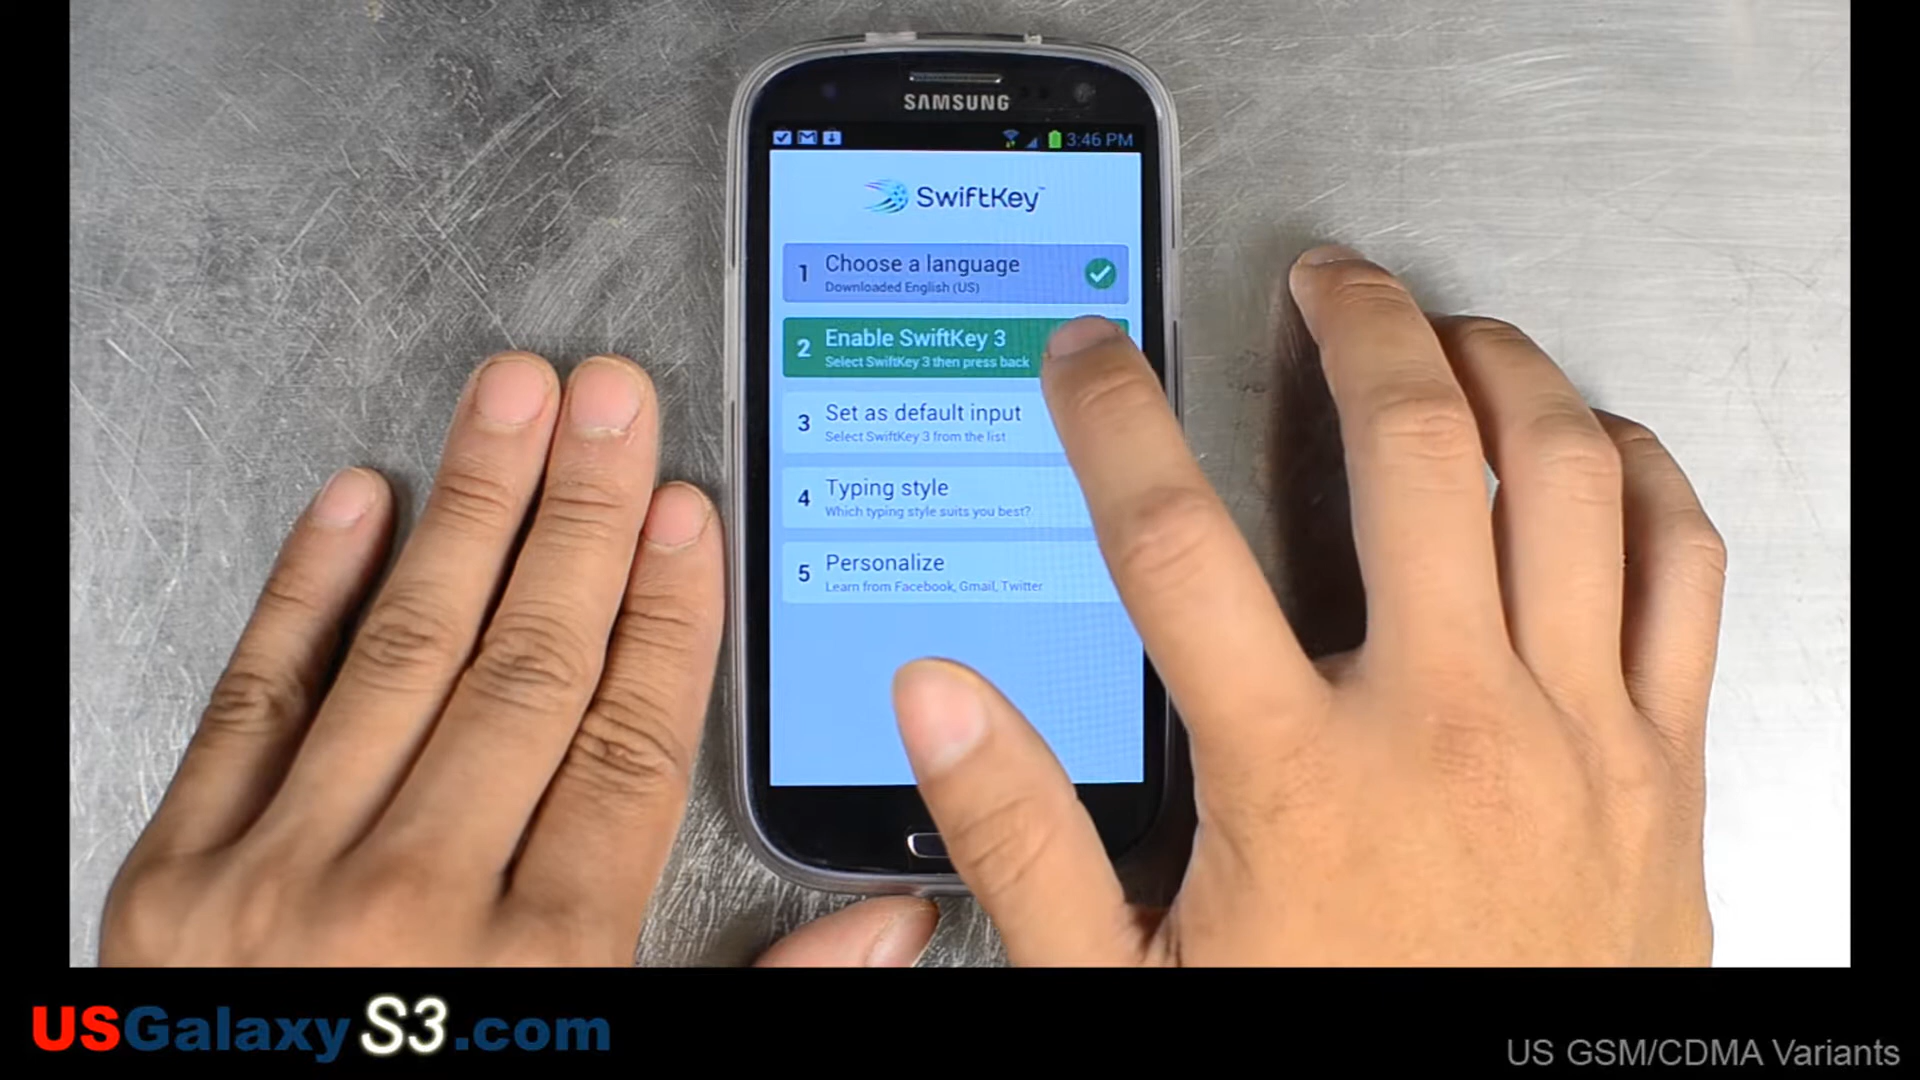 SAMSUNG
3:46 PM
SwiftKey™
1 Choose a language
Downloaded English (US)
2 Enable SwiftKey 3
Select SwiftKey 3 then press back
3 Set as default input
Select SwiftKey 3 from the list
4 Typing style
Which typing style suits you best?
5 Personalize
Learn from Facebook, Gmail, Twitter
USGalaxyS3.com
US GSM/CDMA Variants